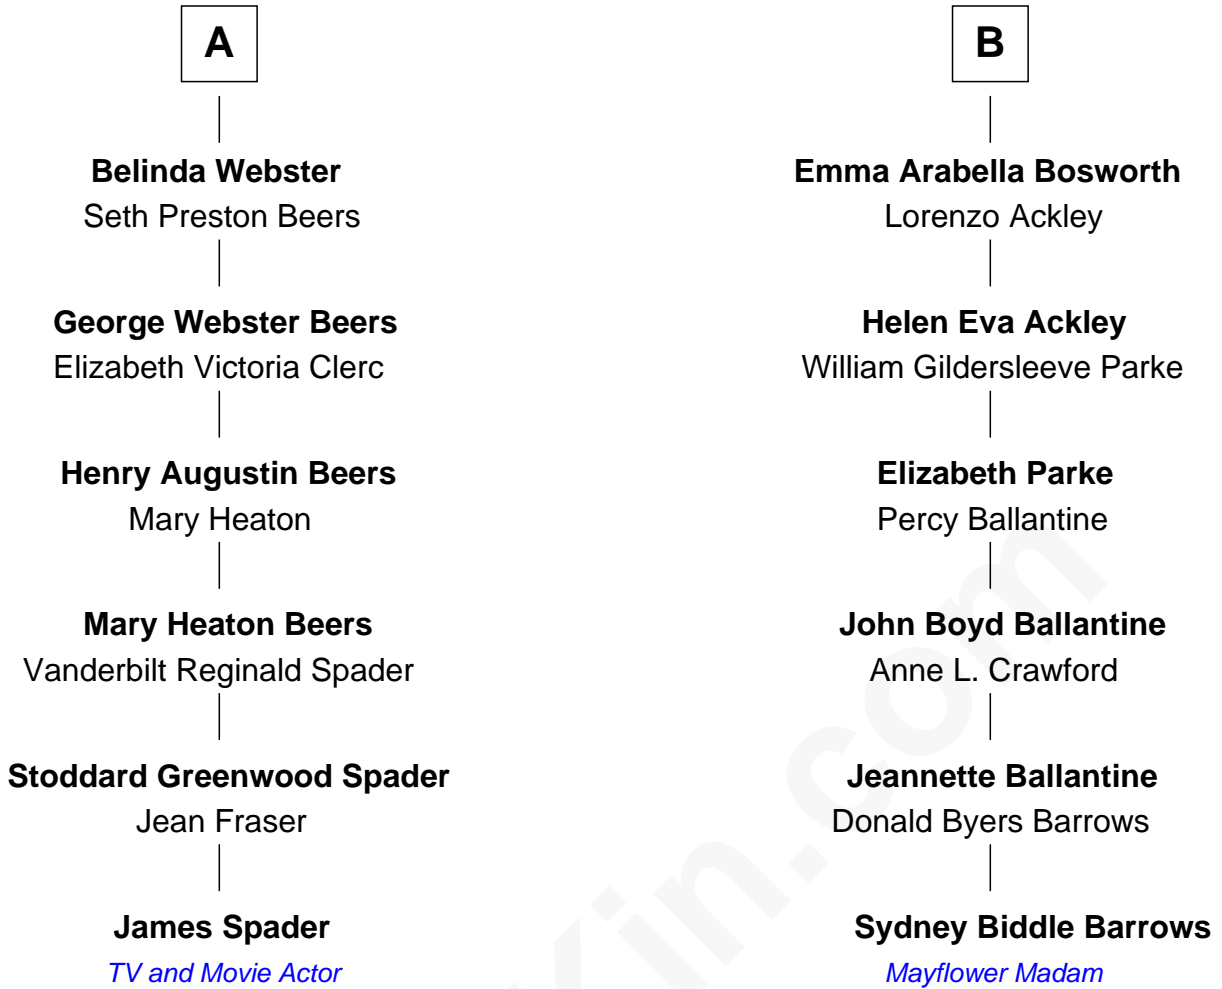 A
Belinda Webster
Seth Preston Beers
George Webster Beers
Elizabeth Victoria Clerc
Henry Augustin Beers
Mary Heaton
Mary Heaton Beers
Vanderbilt Reginald Spader
Stoddard Greenwood Spader
Jean Fraser
James Spader
TV and Movie Actor
B
Emma Arabella Bosworth
Lorenzo Ackley
Helen Eva Ackley
William Gildersleeve Parke
Elizabeth Parke
Percy Ballantine
John Boyd Ballantine
Anne L. Crawford
Jeannette Ballantine
Donald Byers Barrows
Sydney Biddle Barrows
Mayflower Madam